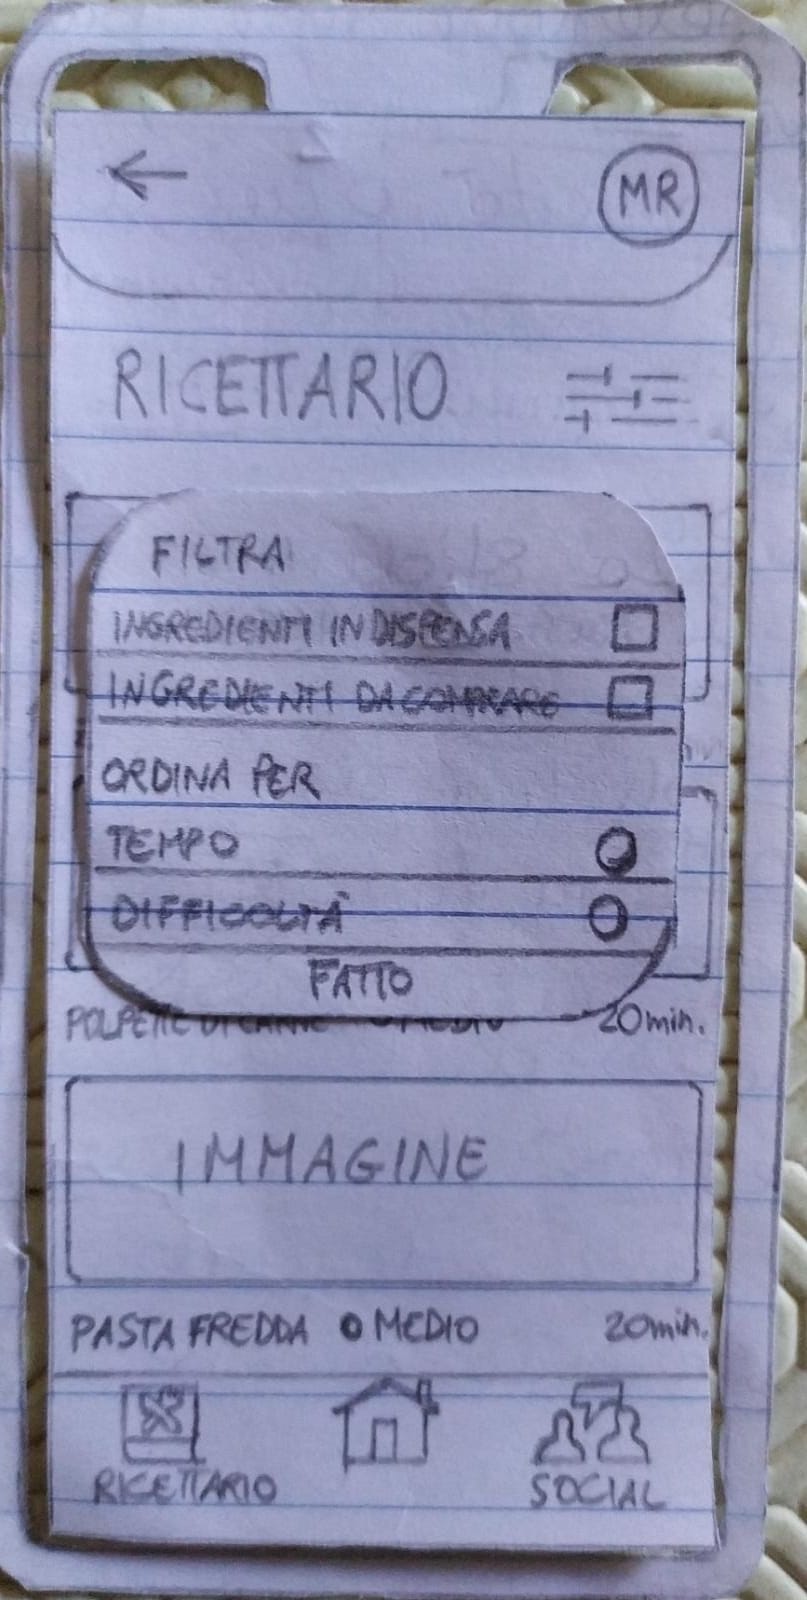 MR
RICETTARIO
FILTRA
INGREDIENTI IN DISPENSA
INGREDIENTI DA COMPRARE
ORDINA PER
TEMPO
DIFFICOLTÀ
FATTO
POLPETTE DI CARNE MEDIO 20min.
IMMAGINE
PASTA FREDDA MEDIO 20min.
RICETTARIO
SOCIAL